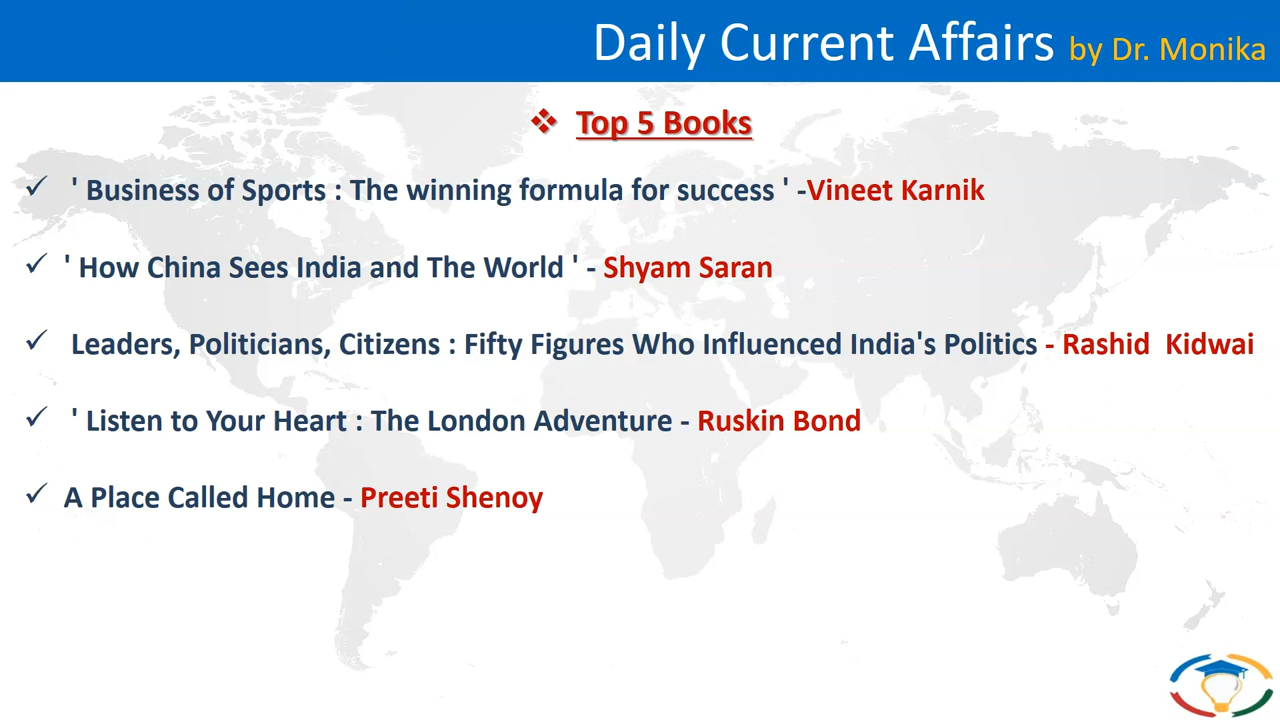 Daily Current Affairs by Dr. Monika
❖ Top 5 Books
✓ ' Business of Sports : The winning formula for success ' -Vineet Karnik
✓ ' How China Sees India and The World ' - Shyam Saran
✓ Leaders, Politicians, Citizens : Fifty Figures Who Influenced India's Politics - Rashid Kidwai
✓ ' Listen to Your Heart : The London Adventure - Ruskin Bond
✓ A Place Called Home - Preeti Shenoy